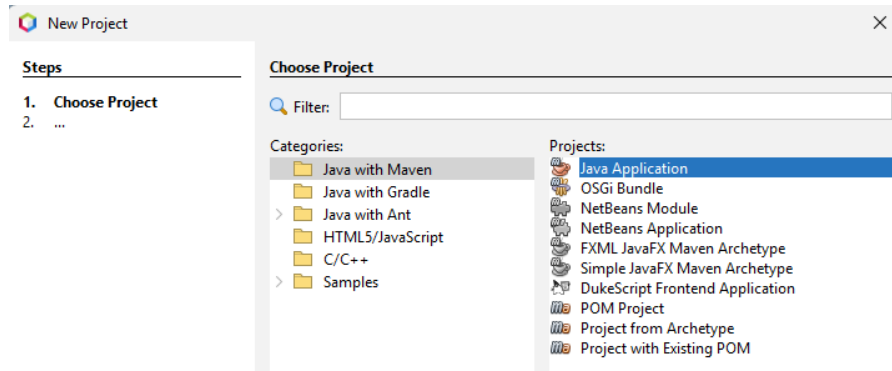 New Project
Steps
1. Choose Project
2. ...
Choose Project
Filter:
Categories:
Java with Maven
Java with Gradle
Java with Ant
HTML5/JavaScript
C/C++
Samples
Projects:
Java Application
OSGi Bundle
NetBeans Module
NetBeans Application
FXML JavaFX Maven Archetype
Simple JavaFX Maven Archetype
DukeScript Frontend Application
POM Project
Project from Archetype
Project with Existing POM